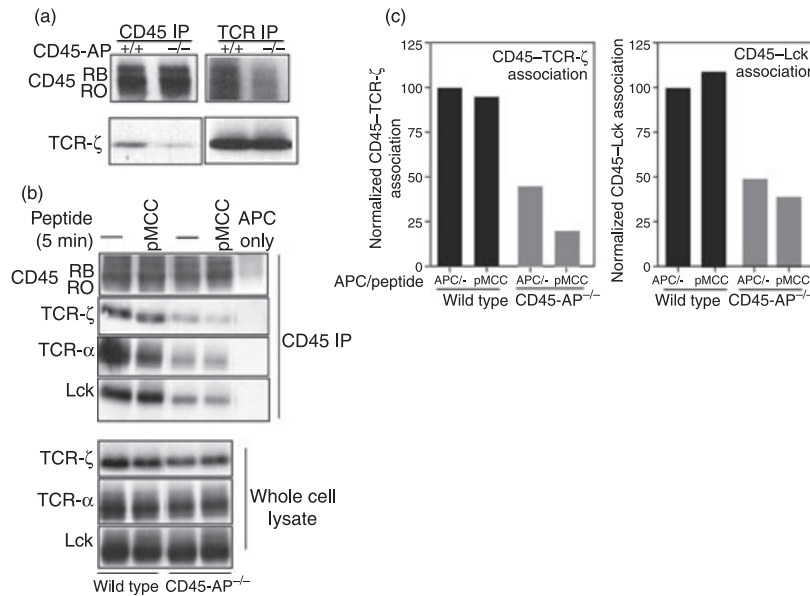 (a)
CD45 IP TCR IP
CD45-AP +/+ −/− +/+ −/−
CD45 RB
RO
TCR-ζ
(b)
Peptide
(5 min)
— pMCC — pMCC APC only
CD45 RB
RO
TCR-ζ
TCR-α
Lck
CD45 IP
TCR-ζ
TCR-α
Lck
Whole cell
lysate
Wild type CD45-AP−/−
(c)
Normalized CD45–TCR-ζ
association
125
100
75
50
25
0
CD45–TCR-ζ
association
APC/peptide APC/- pMCC APC/- pMCC
Wild type CD45-AP−/−
Normalized CD45–Lck association
125
100
75
50
25
0
CD45–Lck
association
APC/- pMCC APC/- pMCC
Wild type CD45-AP−/−